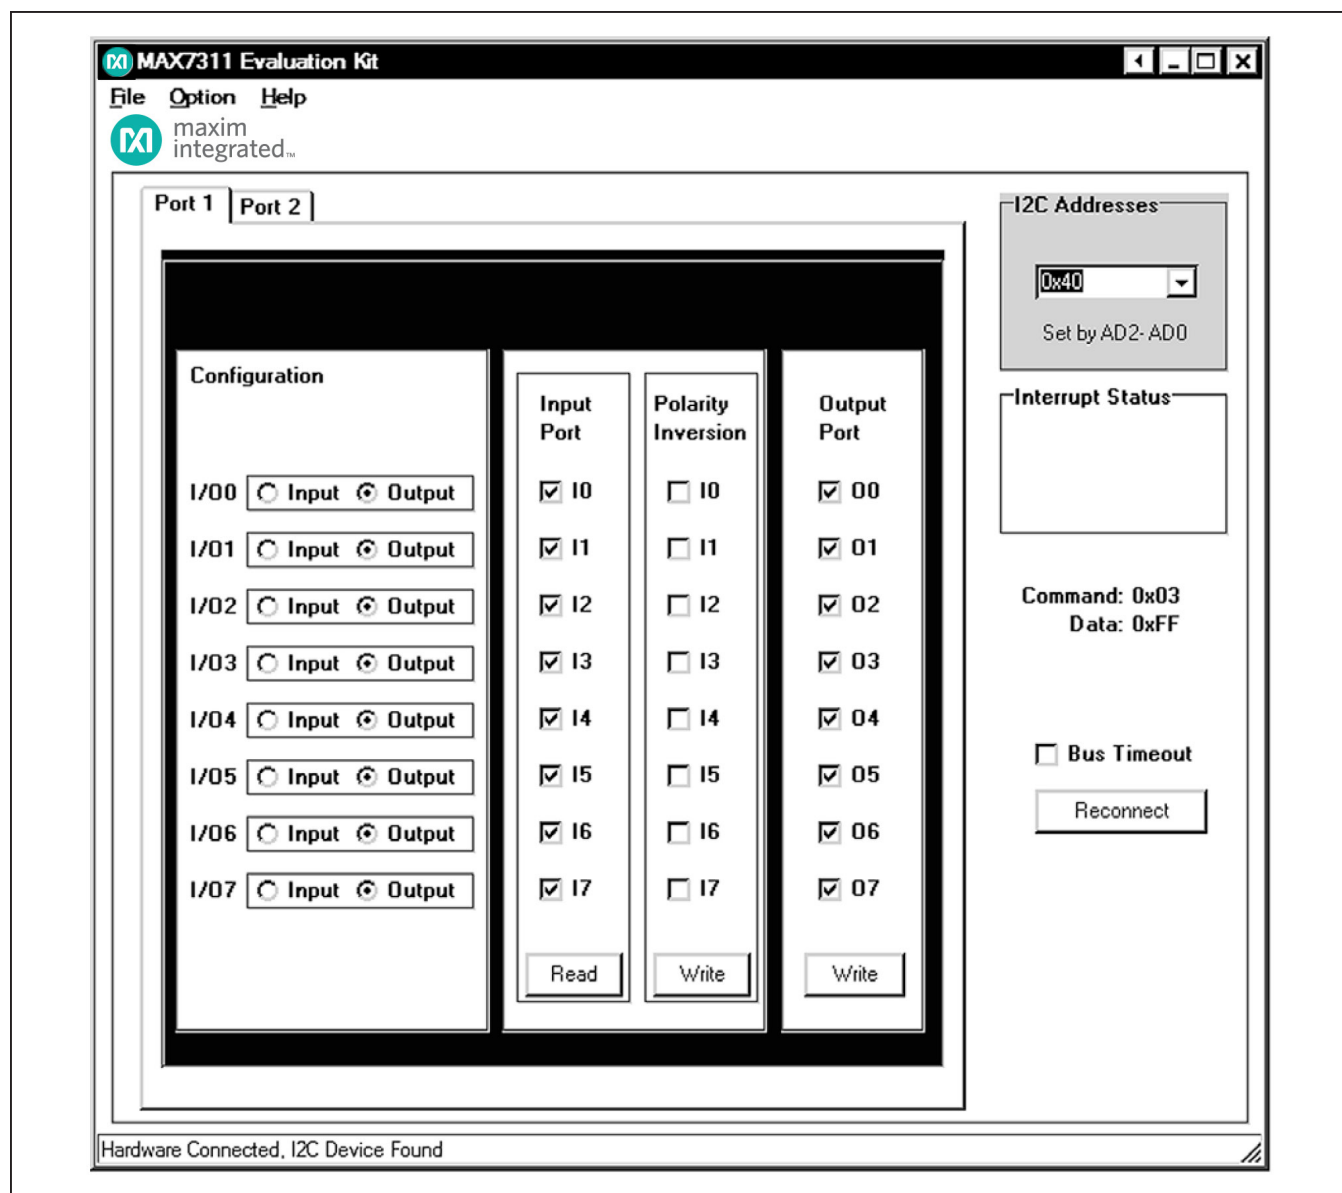 MAX7311 Evaluation Kit
File Option Help
maxim
integrated™
Port 1 Port 2
Configuration
I/O0 Input Output
I/O1 Input Output
I/O2 Input Output
I/O3 Input Output
I/O4 Input Output
I/O5 Input Output
I/O6 Input Output
I/O7 Input Output
Input
Port
I0
I1
I2
I3
I4
I5
I6
I7
Read
Polarity
Inversion
I0
I1
I2
I3
I4
I5
I6
I7
Write
Output
Port
O0
O1
O2
O3
O4
O5
O6
O7
Write
I2C Addresses
0x40
Set by AD2- AD0
Interrupt Status
Command: 0x03
Data: 0xFF
Bus Timeout
Reconnect
Hardware Connected, I2C Device Found